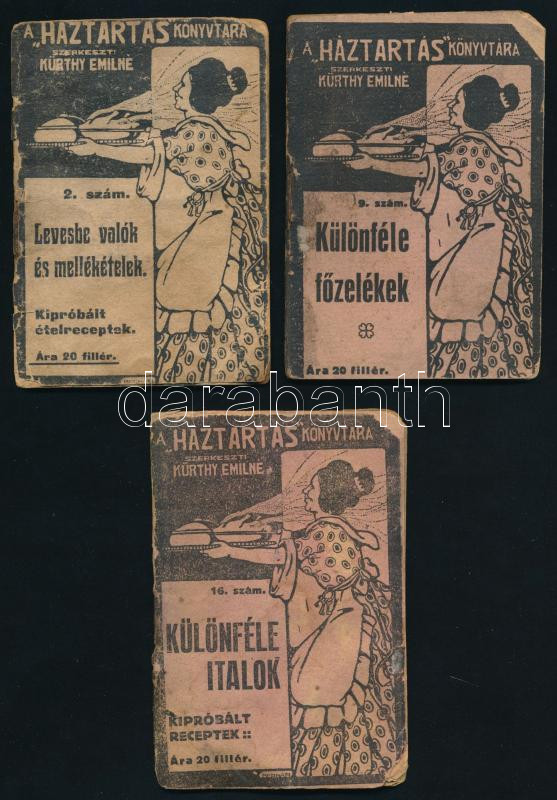 A „HÁZTARTÁS” KÖNYVTÁRA
SZERKESZTI
KÜRTHY EMILNÉ
2. szám.
Levesbe valók
és mellékételek.
Kipróbált
ételreceptek.
Ára 20 fillér.
A „HÁZTARTÁS” KÖNYVTÁRA
SZERKESZTI
KÜRTHY EMILNÉ
9. szám.
Különféle
főzelékek
Ára 20 fillér.
darabanth
A „HÁZTARTÁS” KÖNYVTÁRA
SZERKESZTI
KÜRTHY EMILNÉ
16. szám.
KÜLÖNFÉLE
ITALOK
KIPRÓBÁLT
RECEPTEK ::
Ára 20 fillér.